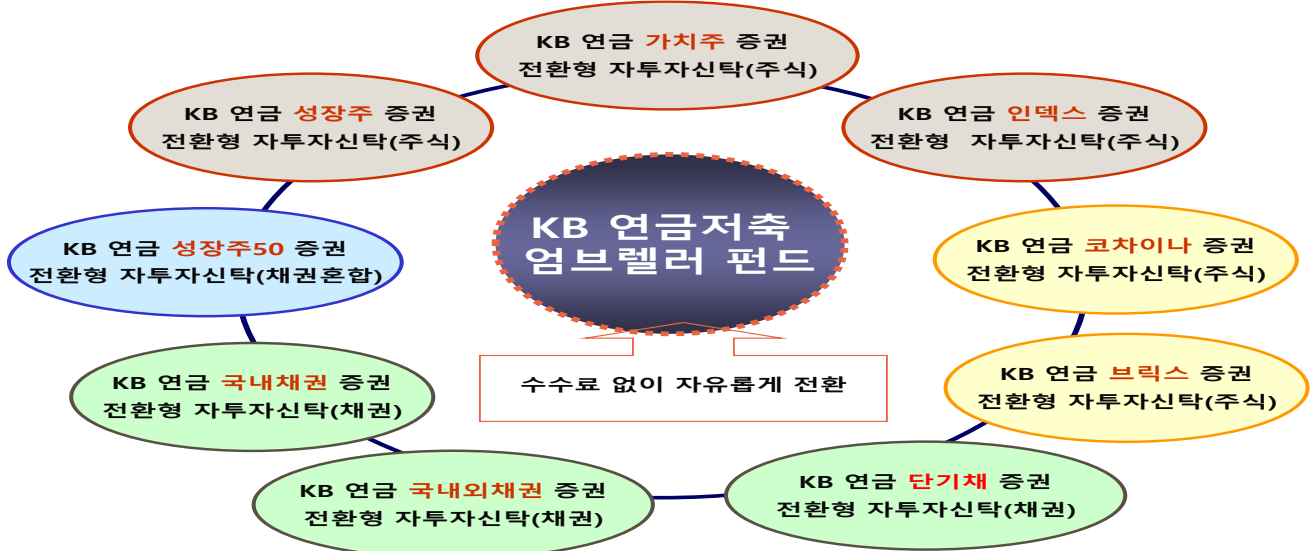 KB 연금 가치주 증권
전환형 자투자신탁(주식)
KB 연금 성장주 증권
전환형 자투자신탁(주식)
KB 연금 인덱스 증권
전환형 자투자신탁(주식)
KB 연금저축
엄브렐러 펀드
KB 연금 성장주50 증권
전환형 자투자신탁(채권혼합)
KB 연금 코차이나 증권
전환형 자투자신탁(주식)
수수료 없이 자유롭게 전환
KB 연금 국내채권 증권
전환형 자투자신탁(채권)
KB 연금 브릭스 증권
전환형 자투자신탁(주식)
KB 연금 국내외채권 증권
전환형 자투자신탁(채권)
KB 연금 단기채 증권
전환형 자투자신탁(채권)